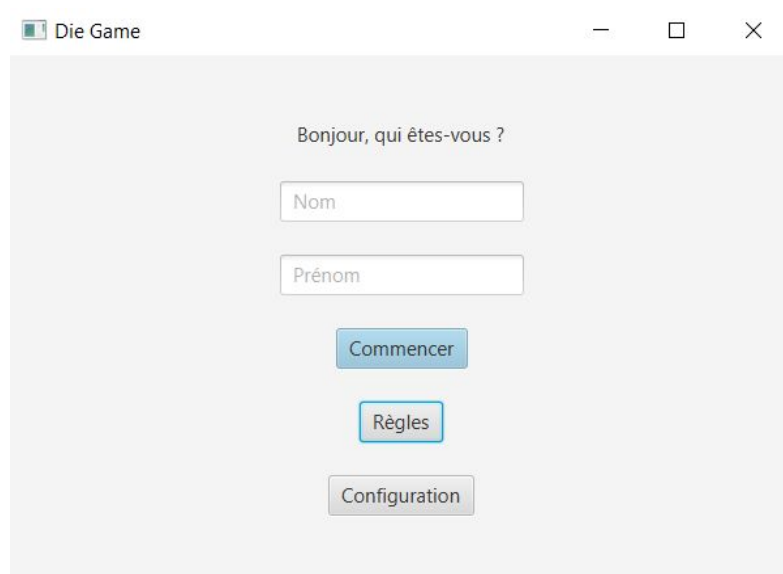 Die Game
Bonjour, qui êtes-vous ?
Nom
Prénom
Commencer
Règles
Configuration